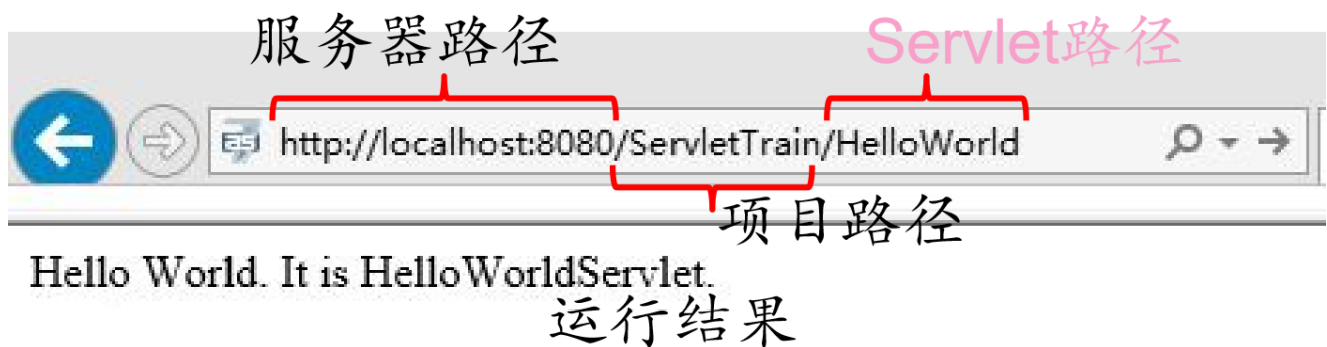 服务器路径
Servlet路径
http://localhost:8080/ServletTrain/HelloWorld
项目路径
Hello World. It is HelloWorldServlet.
运行结果